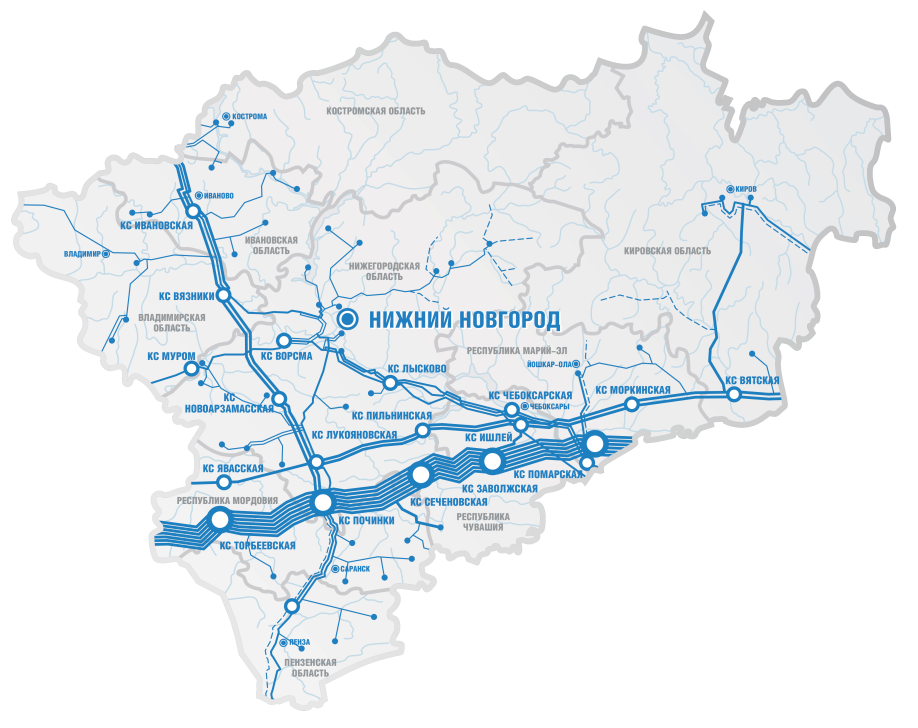 КОСТРОМСКАЯ ОБЛАСТЬ
КОСТРОМА
КИРОВ
ИВАНОВО
КС ИВАНОВСКАЯ
ИВАНОВСКАЯ
ОБЛАСТЬ
КИРОВСКАЯ ОБЛАСТЬ
ВЛАДИМИР
НИЖЕГОРОДСКАЯ
ОБЛАСТЬ
КС ВЯЗНИКИ
ВЛАДИМИРСКАЯ
ОБЛАСТЬ
НИЖНИЙ НОВГОРОД
КС МУРОМ
КС ВОРСМА
РЕСПУБЛИКА МАРИЙ-ЭЛ
ЙОШКАР-ОЛА
КС ЛЫСКОВО
КС ВЯТСКАЯ
КС МОРКИНСКАЯ
КС ЧЕБОКСАРСКАЯ
ЧЕБОКСАРЫ
КС
НОВОАРЗАМАССКАЯ
КС ПИЛЬНИНСКАЯ
КС ЛУКОЯНОВСКАЯ
КС ИШЛЕЙ
КС ЯВАССКАЯ
КС ПОМАРСКАЯ
КС ЗАВОЛЖСКАЯ
РЕСПУБЛИКА МОРДОВИЯ
КС СЕЧЕНОВСКАЯ
КС ПОЧИНКИ
РЕСПУБЛИКА
ЧУВАШИЯ
КС ТОРБЕЕВСКАЯ
САРАНСК
ПЕНЗА
ПЕНЗЕНСКАЯ
ОБЛАСТЬ